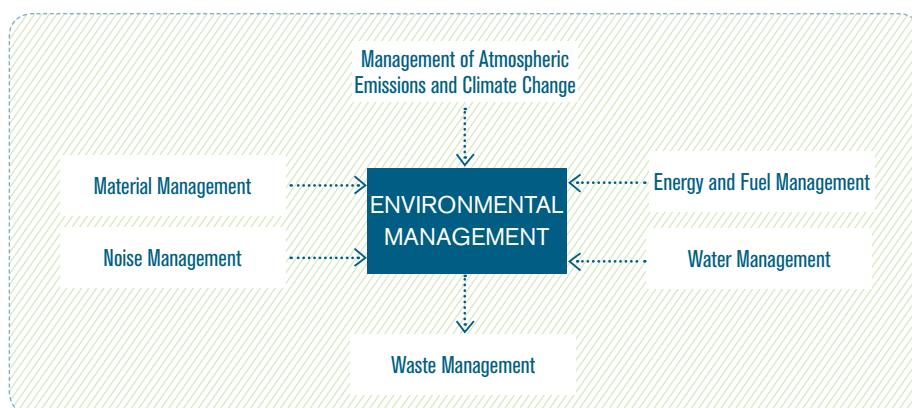 Management of Atmospheric
Emissions and Climate Change
Material Management
Energy and Fuel Management
ENVIRONMENTAL
MANAGEMENT
Noise Management
Water Management
Waste Management